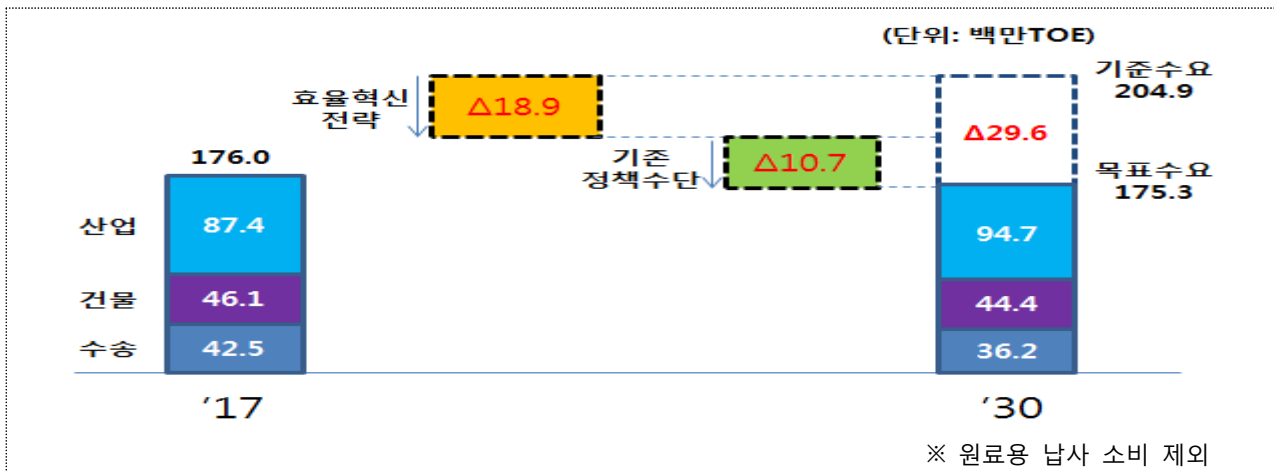 (단위: 백만TOE)
효율혁신
전략
△18.9
기존
정책수단
△10.7
기준수요
204.9
△29.6
목표수요
175.3
176.0
산업
87.4
94.7
건물
46.1
44.4
수송
42.5
36.2
'17
'30
※ 원료용 납사 소비 제외